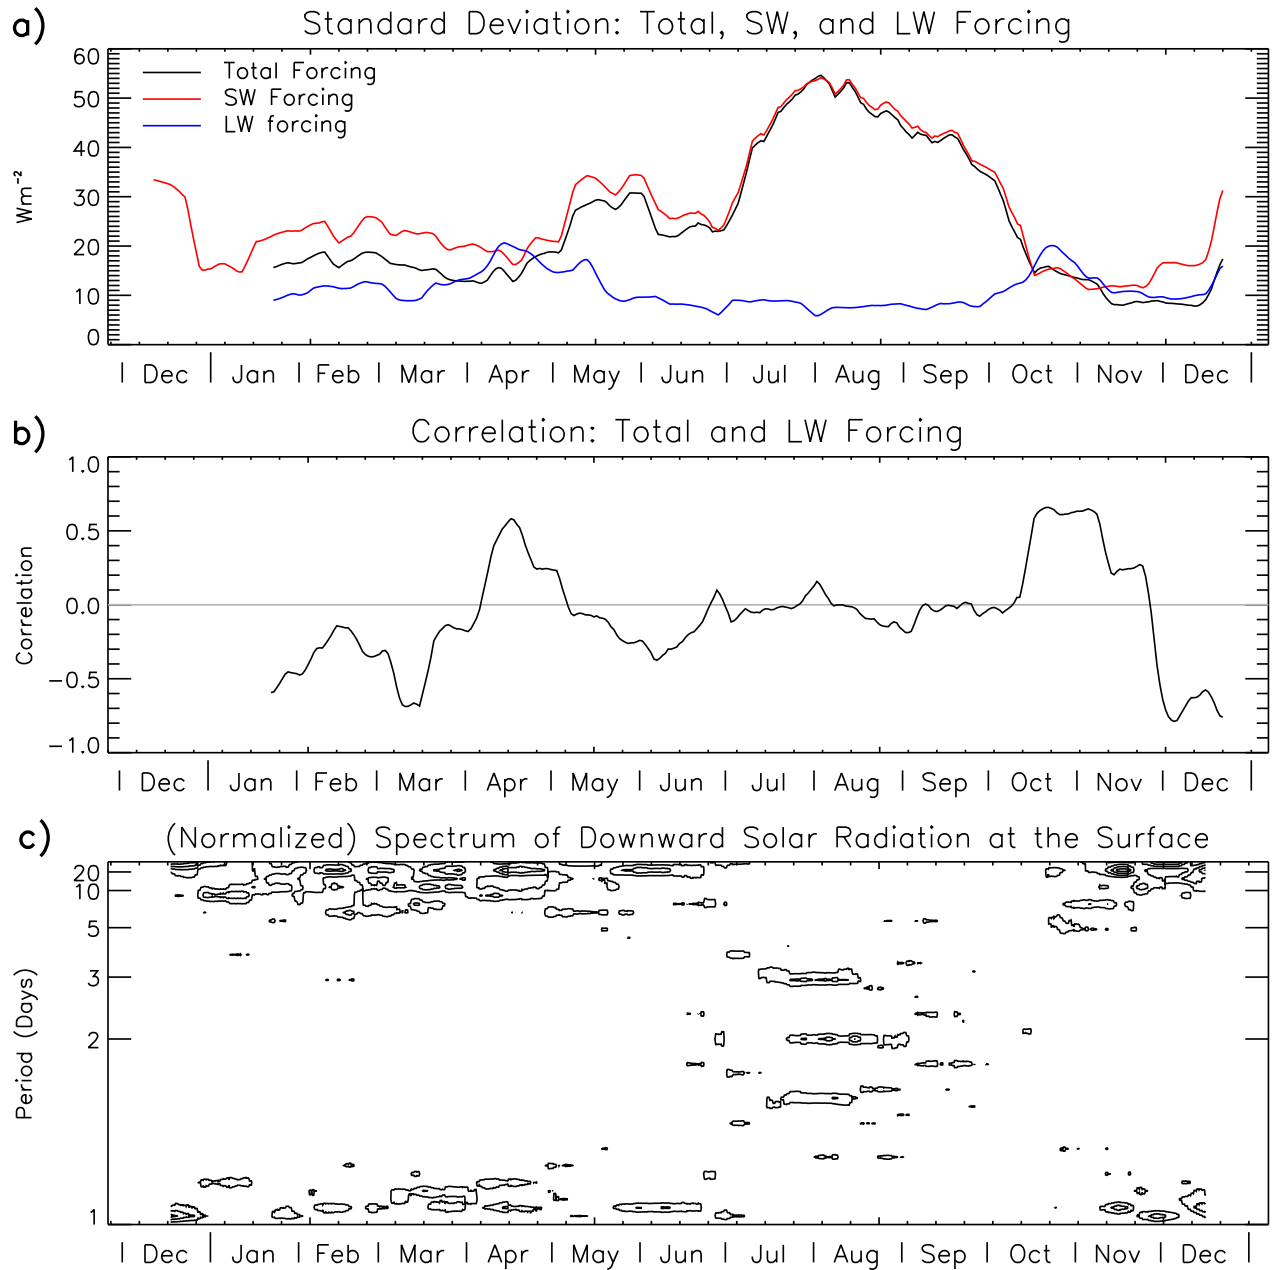 a)
Standard Deviation: Total, SW, and LW Forcing
60
50
40
30
20
10
0
Wm⁻²
Total Forcing
SW Forcing
LW forcing
| Dec | Jan | Feb | Mar | Apr | May | Jun | Jul | Aug | Sep | Oct | Nov | Dec |
b)
Correlation: Total and LW Forcing
1.0
0.5
0.0
−0.5
−1.0
Correlation
| Dec | Jan | Feb | Mar | Apr | May | Jun | Jul | Aug | Sep | Oct | Nov | Dec |
c)
(Normalized) Spectrum of Downward Solar Radiation at the Surface
20
10
5
3
2
1
Period (Days)
| Dec | Jan | Feb | Mar | Apr | May | Jun | Jul | Aug | Sep | Oct | Nov | Dec |